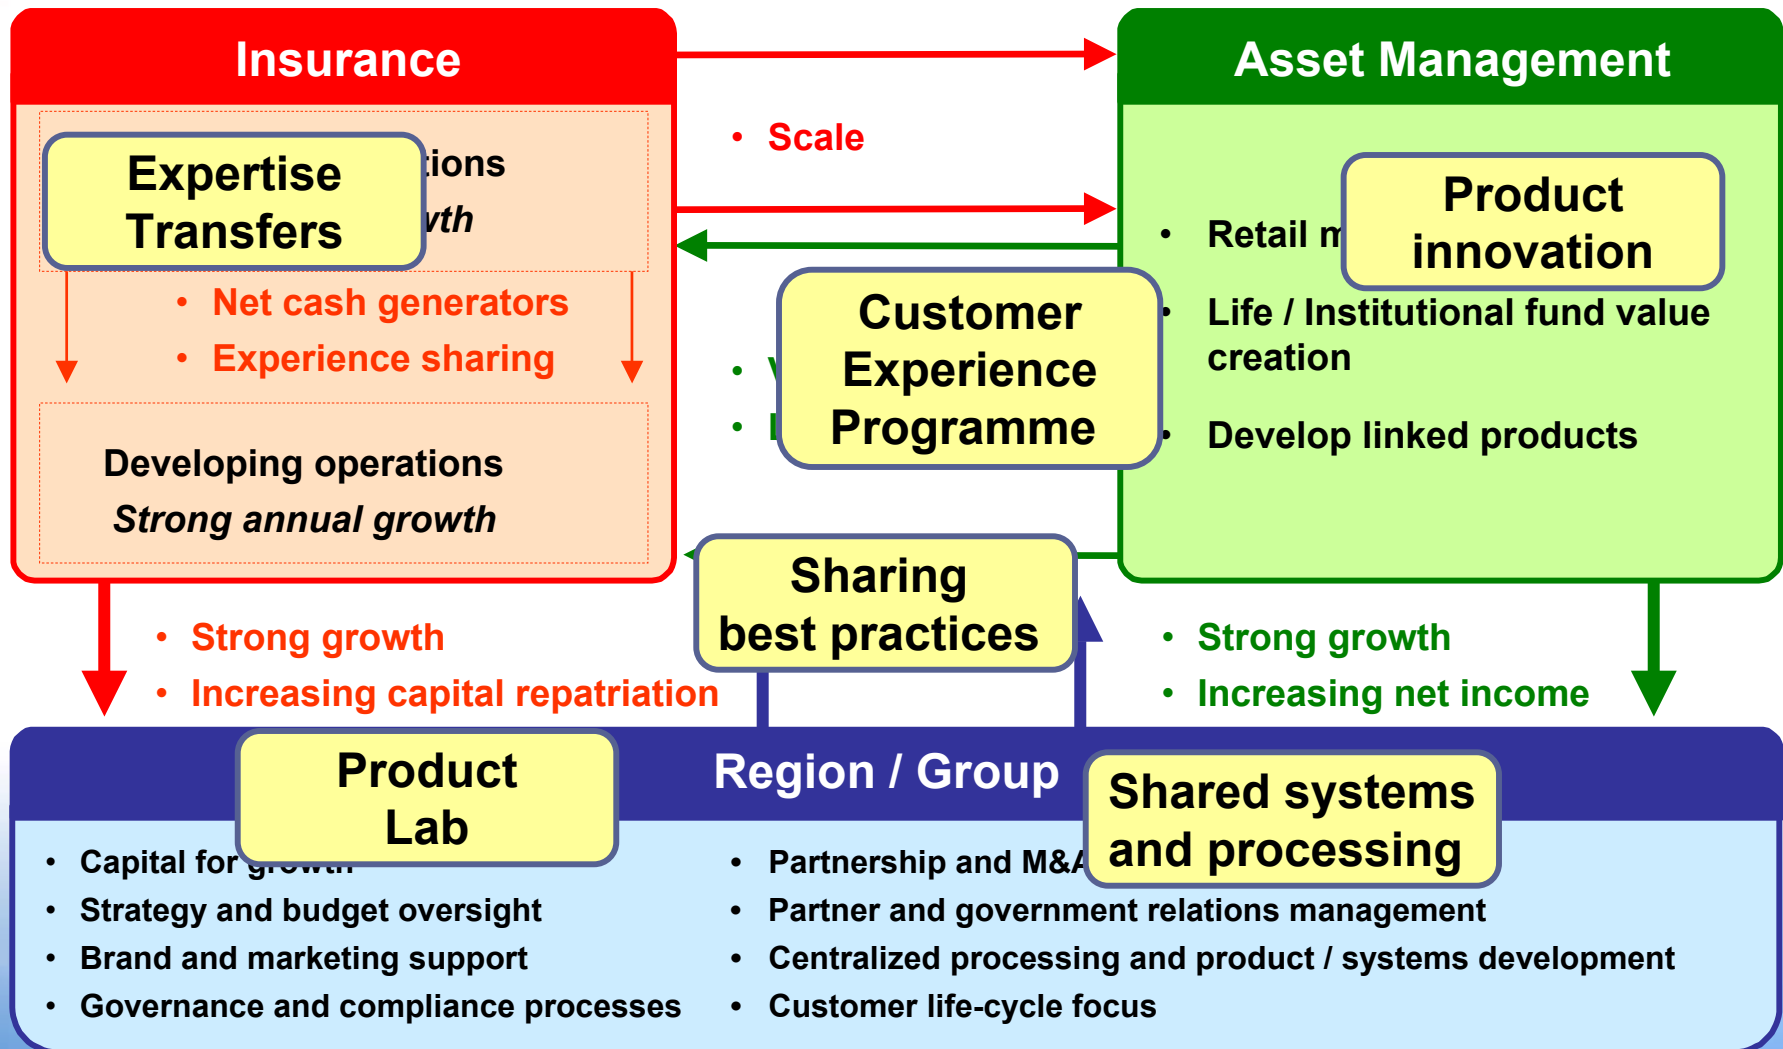 Insurance
Asset Management
Expertise
Transfers
• Scale
Product
innovation
• Retail
• Net cash generators
• Experience sharing
Customer
Experience
Programme
• Life / Institutional fund value
creation
• Develop linked products
Developing operations
Strong annual growth
Sharing
best practices
• Strong growth
• Increasing capital repatriation
• Strong growth
• Increasing net income
Region / Group
Product
Lab
Shared systems
and processing
• Capital for growth
• Strategy and budget oversight
• Brand and marketing support
• Governance and compliance processes
• Partnership and M&A
• Partner and government relations management
• Centralized processing and product / systems development
• Customer life-cycle focus